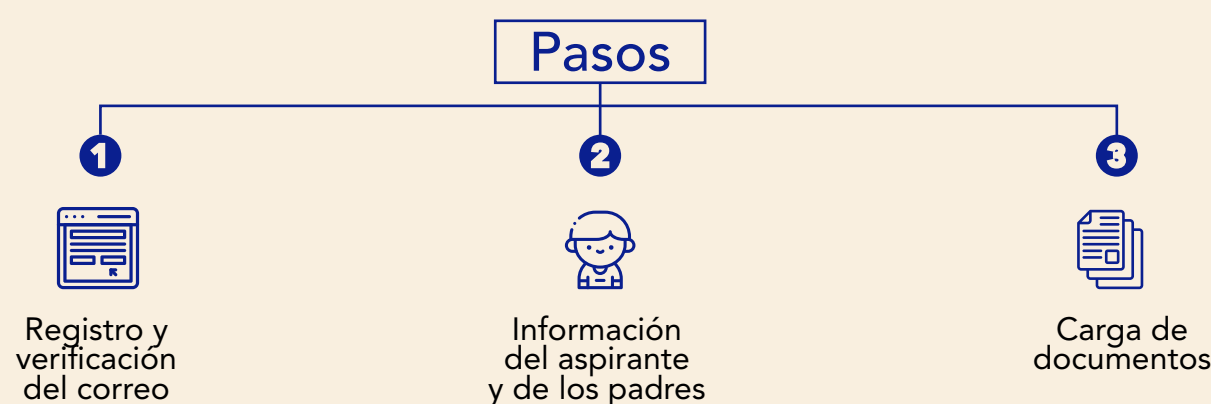 Pasos
1
Registro y
verificación
del correo
2
Información
del aspirante
y de los padres
3
Carga de
documentos